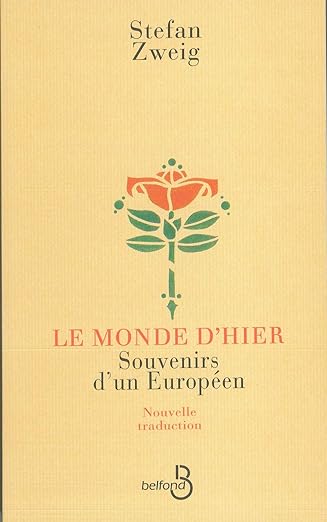 Stefan
Zweig
LE MONDE D'HIER
Souvenirs
d'un Européen
Nouvelle
traduction
belfond